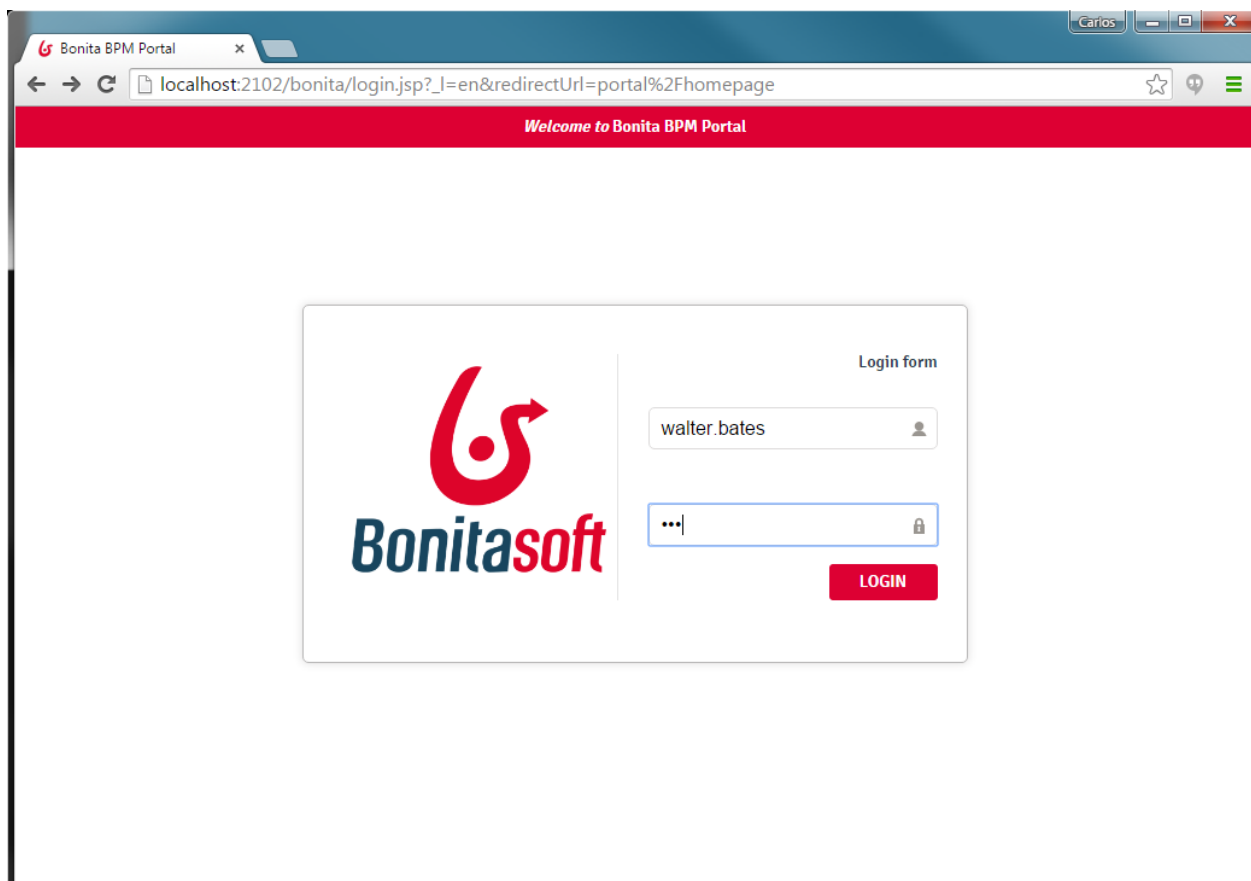 Carlos
Bonita BPM Portal
localhost:2102/bonita/login.jsp?_l=en&redirectUrl=portal%2Fhomepage
Welcome to Bonita BPM Portal
Login form
walter.bates
•••
Bonitasoft
LOGIN